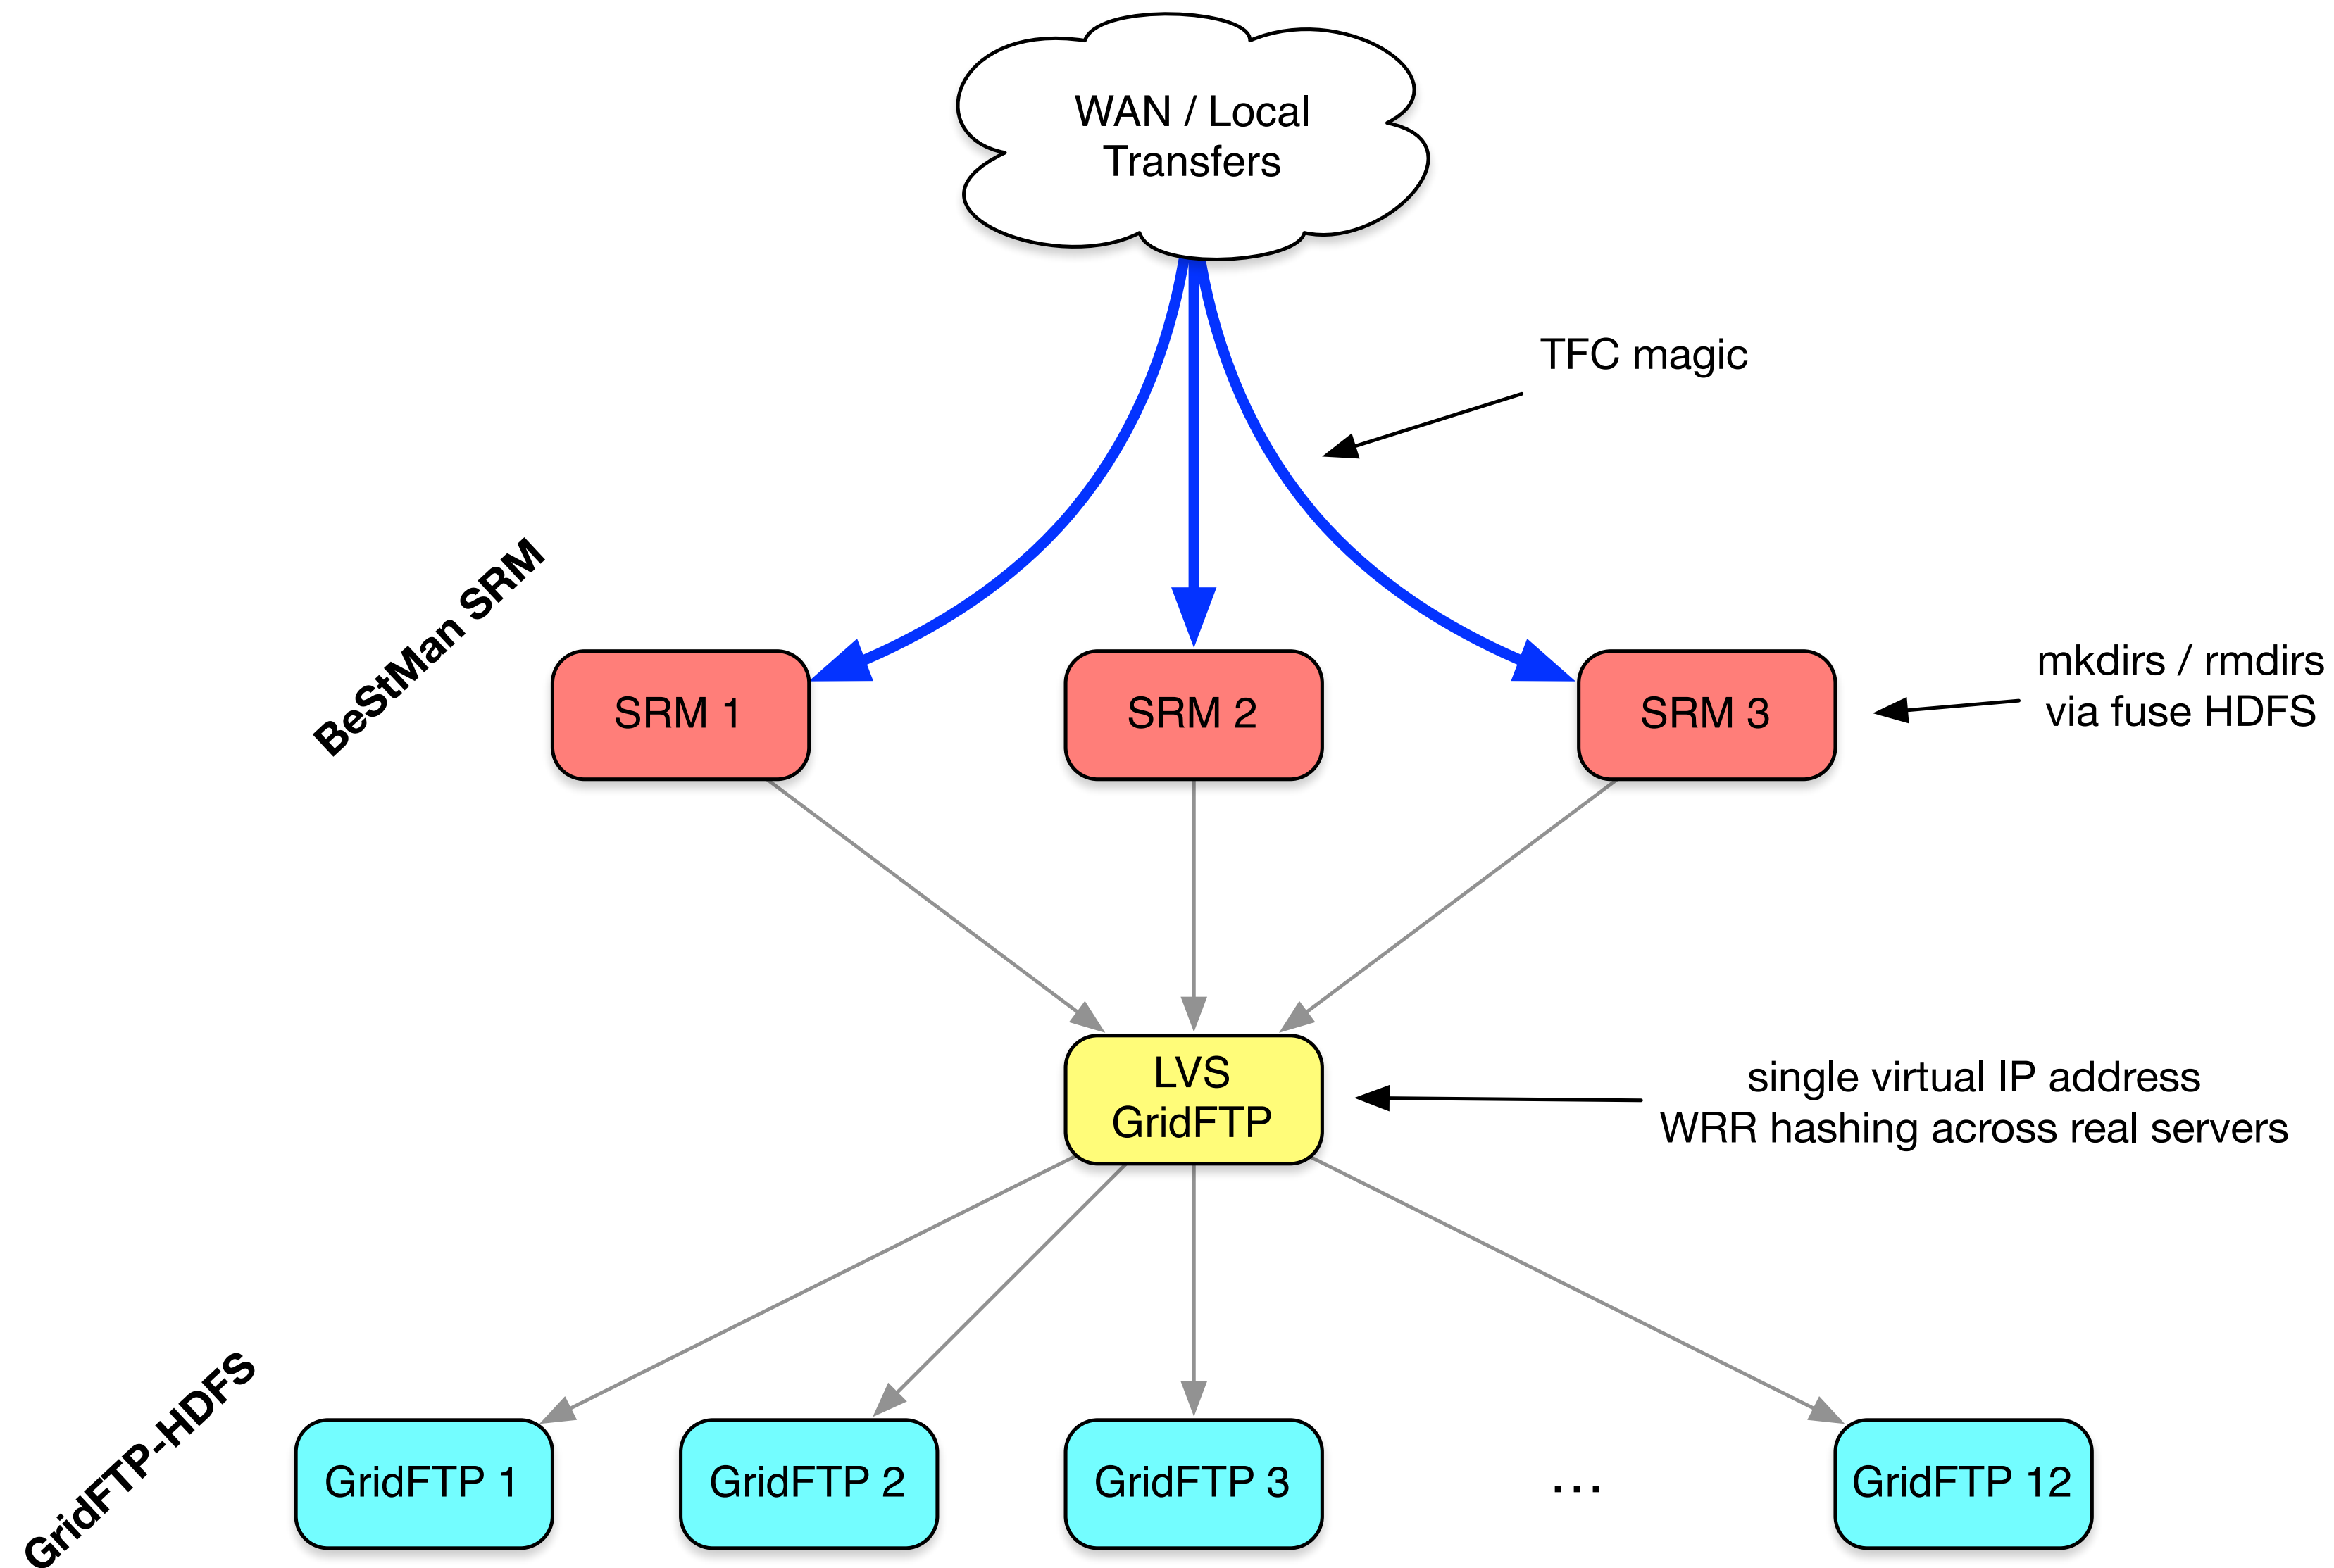 WAN / Local
Transfers
TFC magic
BeStMan SRM
SRM 1
SRM 2
SRM 3
mkdirs / rmdirs
via fuse HDFS
LVS
GridFTP
single virtual IP address
WRR hashing across real servers
GridFTP-HDFS
GridFTP 1
GridFTP 2
GridFTP 3
...
GridFTP 12